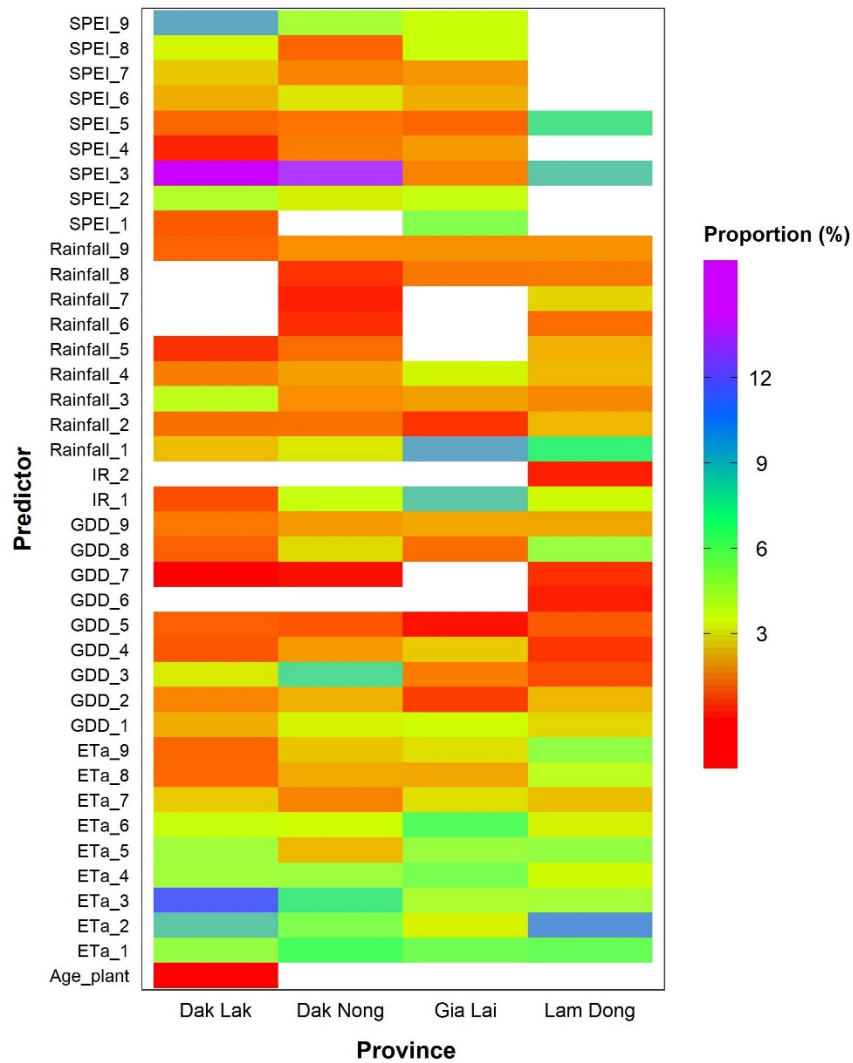 SPEI_9
SPEI_8
SPEI_7
SPEI_6
SPEI_5
SPEI_4
SPEI_3
SPEI_2
SPEI_1
Rainfall_9
Rainfall_8
Rainfall_7
Rainfall_6
Rainfall_5
Rainfall_4
Rainfall_3
Rainfall_2
Rainfall_1
IR_2
IR_1
GDD_9
GDD_8
GDD_7
GDD_6
GDD_5
GDD_4
GDD_3
GDD_2
GDD_1
ETa_9
ETa_8
ETa_7
ETa_6
ETa_5
ETa_4
ETa_3
ETa_2
ETa_1
Age_plant
Predictor
Dak Lak Dak Nong Gia Lai Lam Dong
Province
Proportion (%)
12
9
6
3